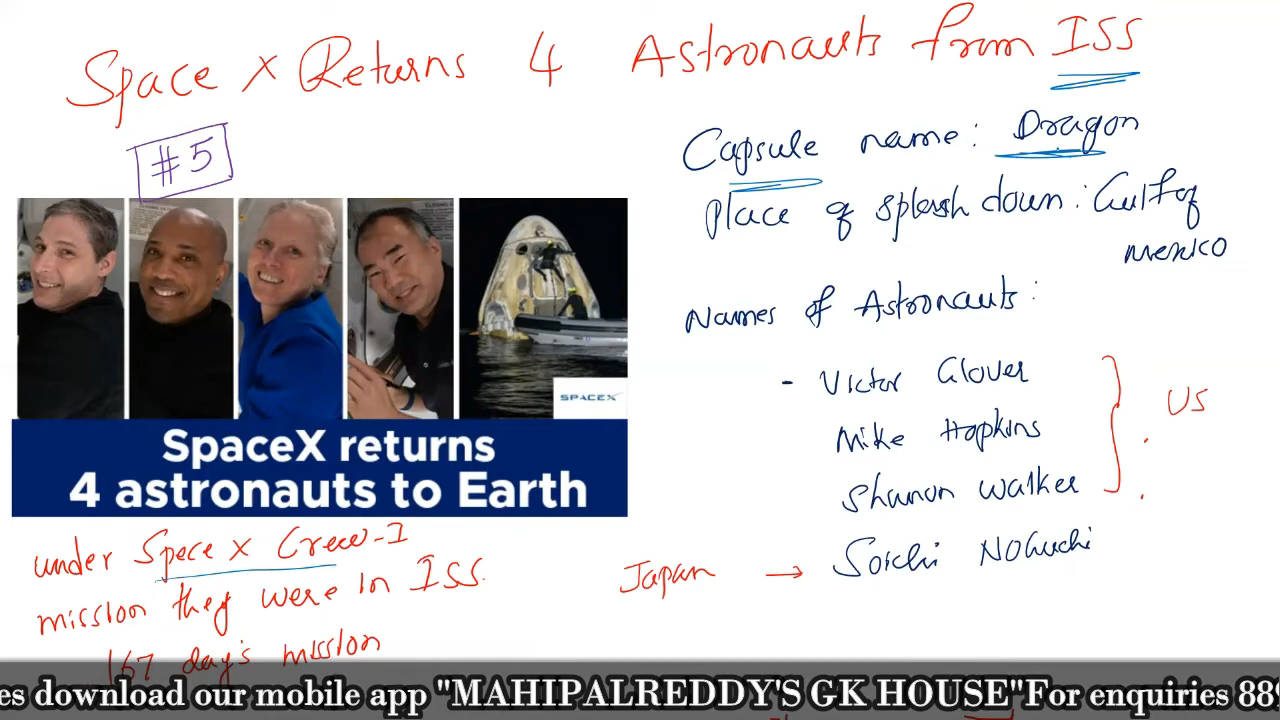 Space X Returns 4 Astronauts from ISS
#5
Capsule name: Dragon
Place of splash down: Gulf of
mexico
Names of Astronauts:
- Victor Glover
Mike Hopkins
Shannon Walker
US
Japan → Soichi Noguchi
SPACEX
SpaceX returns
4 astronauts to Earth
under Space X Crew-1
mission they were in ISS.
167 day's mission
es download our mobile app "MAHIPALREDDY'S GK HOUSE"For enquiries 889